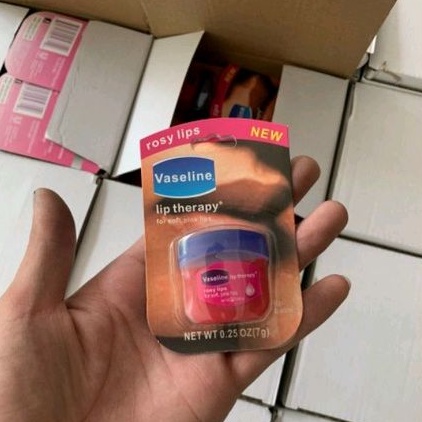 rosy lips
NEW
Vaseline
lip therapy®
for soft, pink lips
Vaseline lip therapy
rosy lips
NET WT 0.25 OZ(7g)